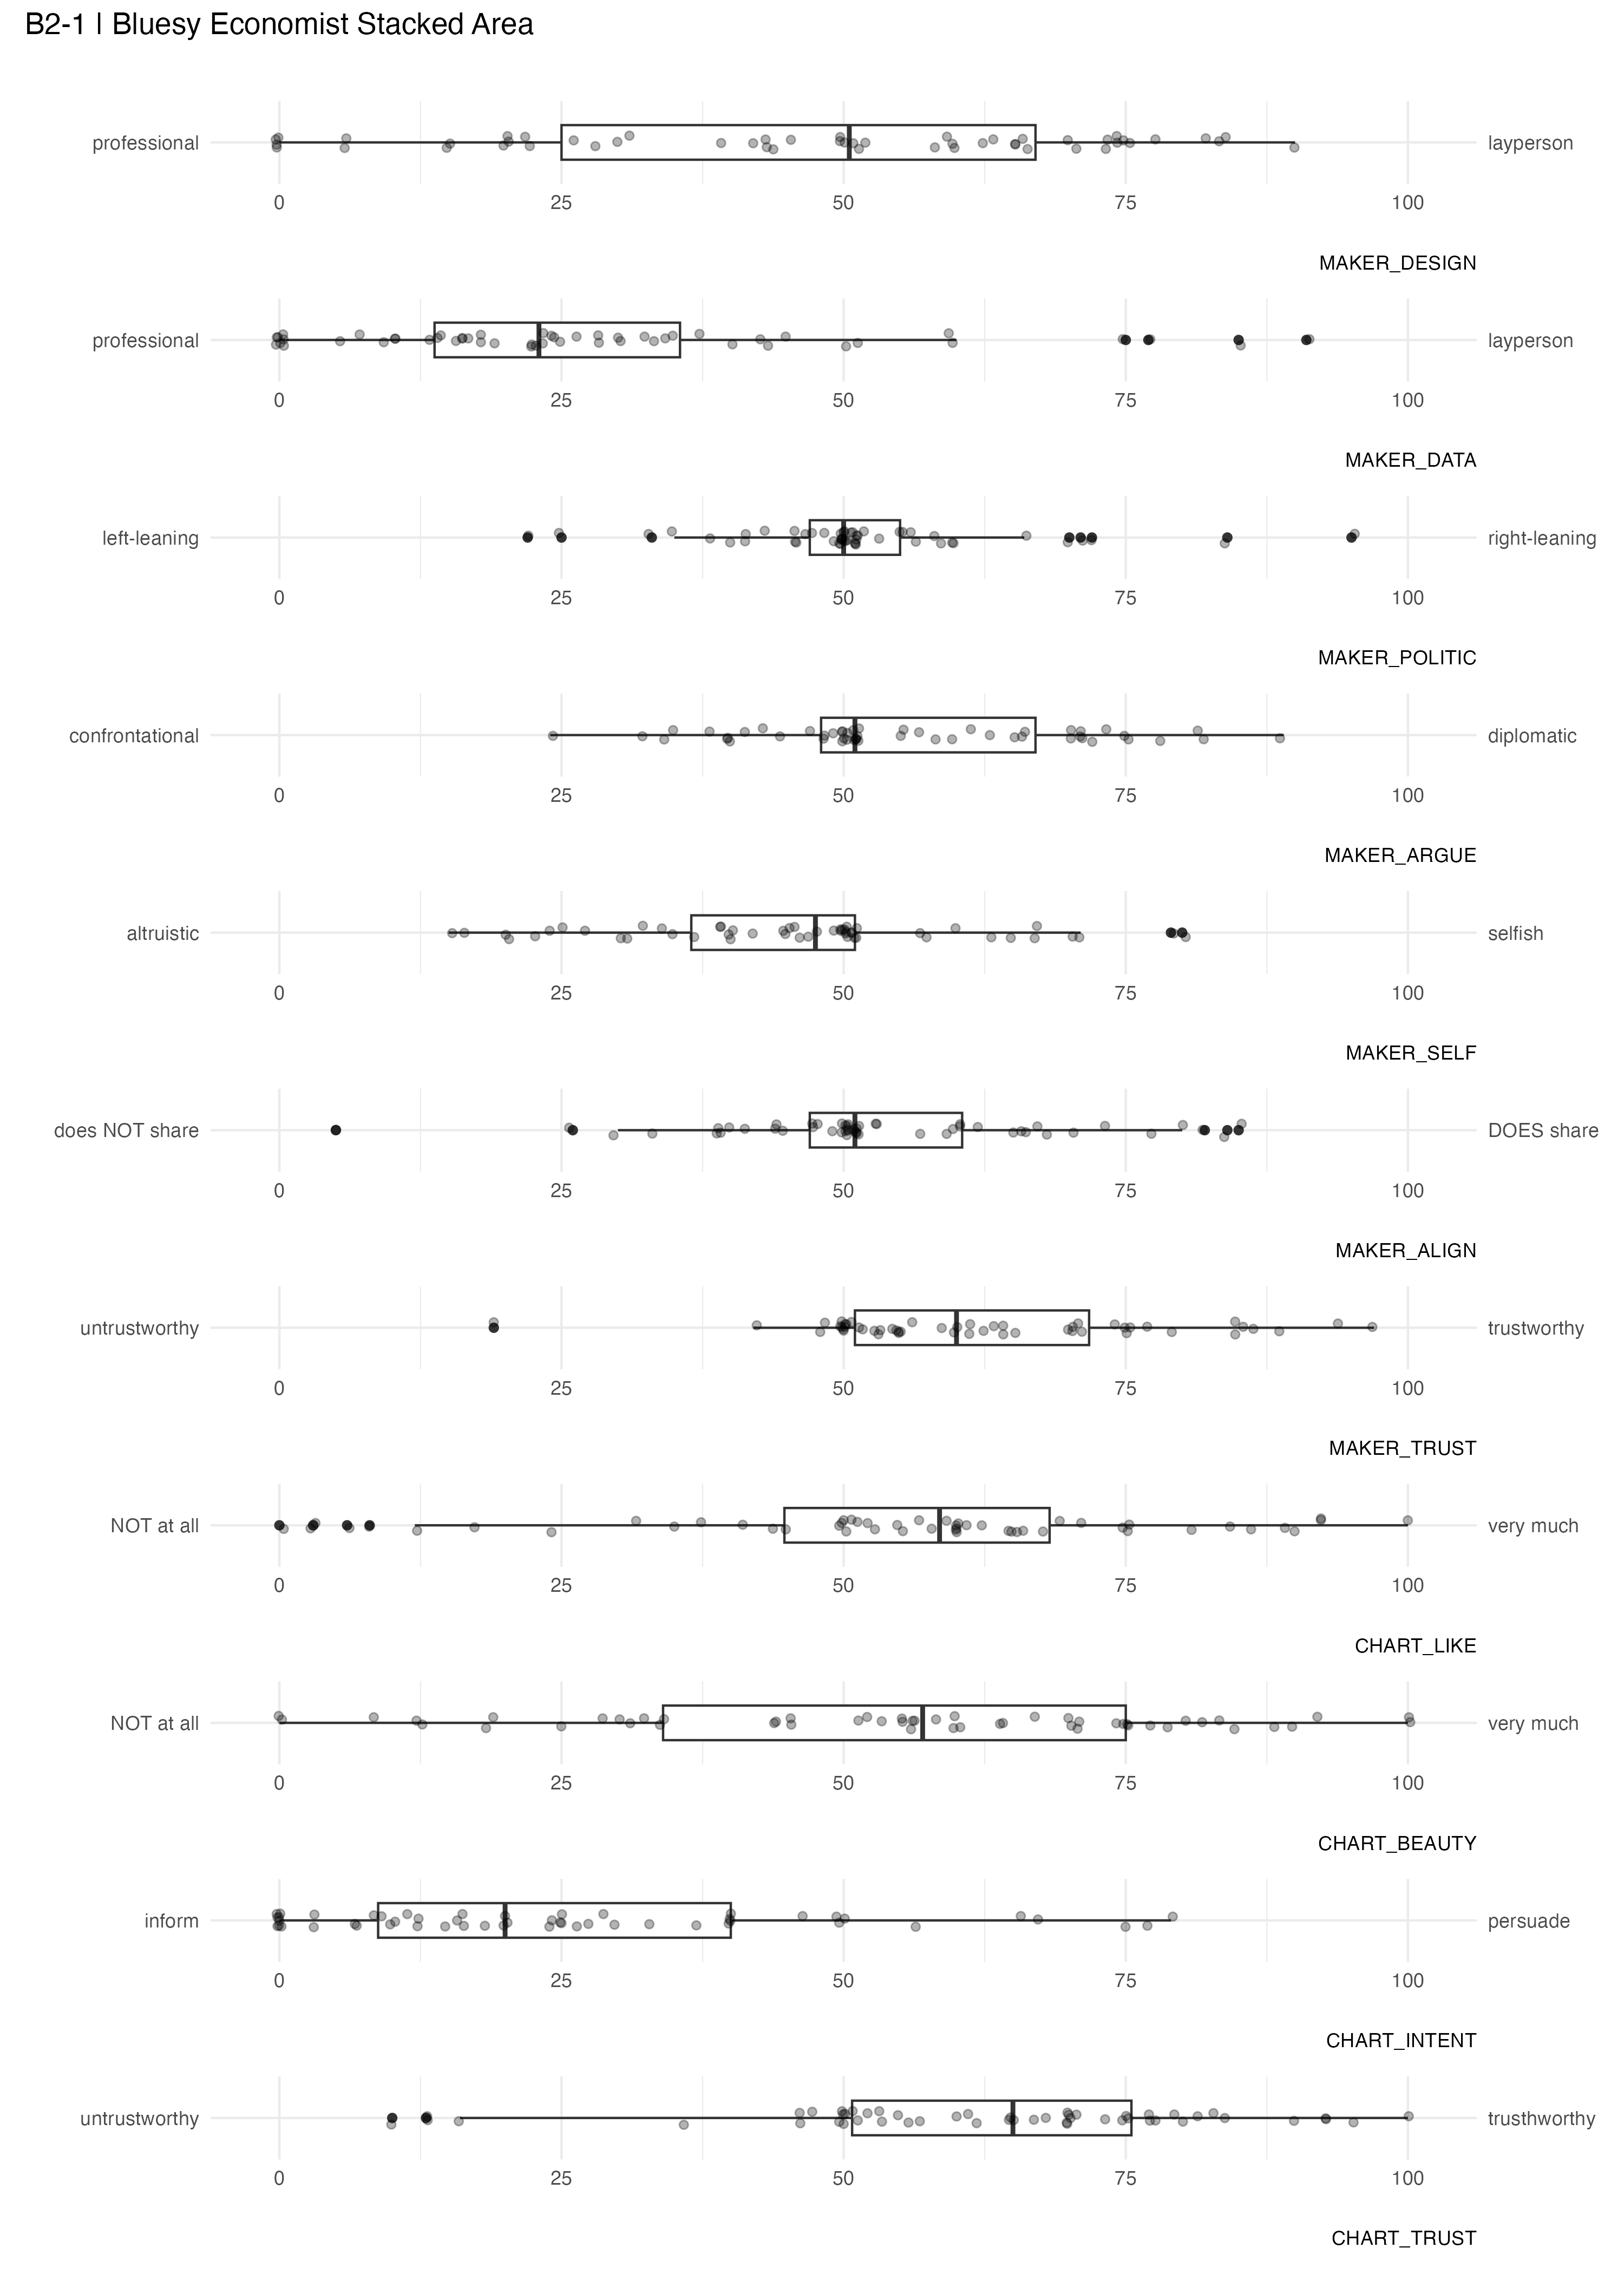 B2-1 | Bluesy Economist Stacked Area
professional layperson
0 25 50 75 100
MAKER_DESIGN
professional layperson
0 25 50 75 100
MAKER_DATA
left-leaning right-leaning
0 25 50 75 100
MAKER_POLITIC
confrontational diplomatic
0 25 50 75 100
MAKER_ARGUE
altruistic selfish
0 25 50 75 100
MAKER_SELF
does NOT share DOES share
0 25 50 75 100
MAKER_ALIGN
untrustworthy trustworthy
0 25 50 75 100
MAKER_TRUST
NOT at all very much
0 25 50 75 100
CHART_LIKE
NOT at all very much
0 25 50 75 100
CHART_BEAUTY
inform persuade
0 25 50 75 100
CHART_INTENT
untrustworthy trusthworthy
0 25 50 75 100
CHART_TRUST